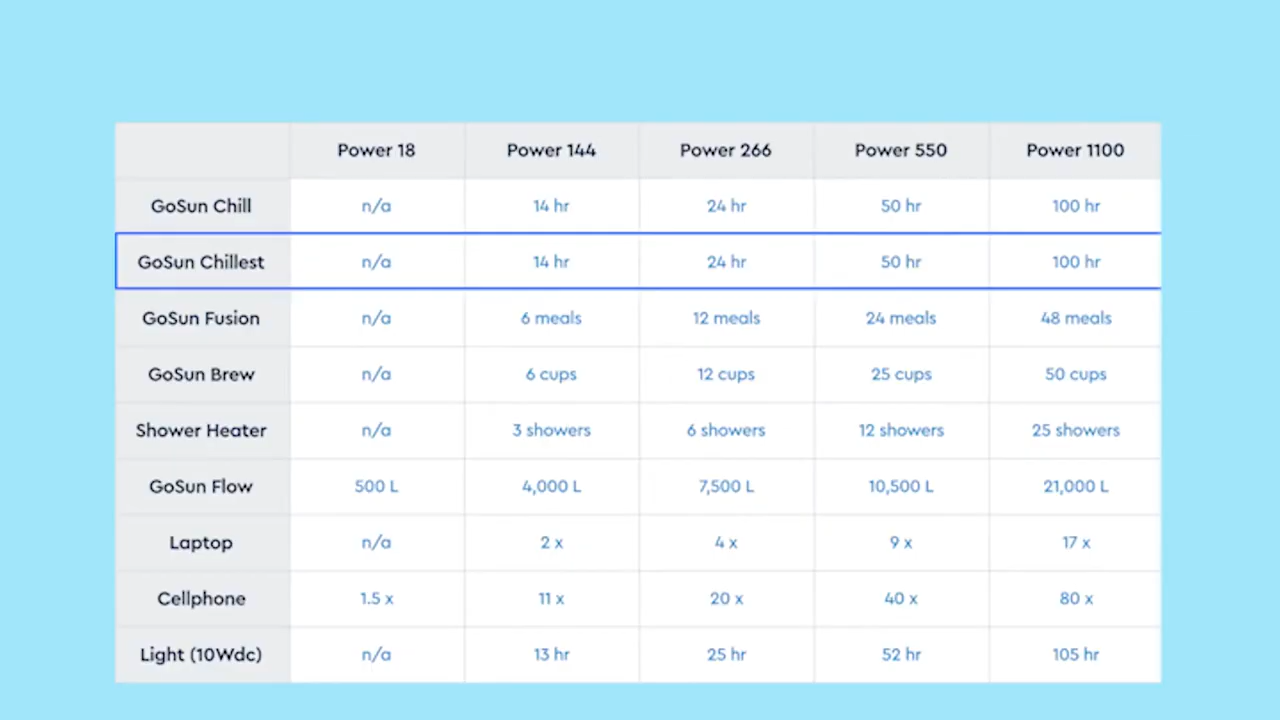 Power 18 Power 144 Power 266 Power 550 Power 1100
GoSun Chill n/a 14 hr 24 hr 50 hr 100 hr
GoSun Chillest n/a 14 hr 24 hr 50 hr 100 hr
GoSun Fusion n/a 6 meals 12 meals 24 meals 48 meals
GoSun Brew n/a 6 cups 12 cups 25 cups 50 cups
Shower Heater n/a 3 showers 6 showers 12 showers 25 showers
GoSun Flow 500 L 4,000 L 7,500 L 10,500 L 21,000 L
Laptop n/a 2 x 4 x 9 x 17 x
Cellphone 1.5 x 11 x 20 x 40 x 80 x
Light (10Wdc) n/a 13 hr 25 hr 52 hr 105 hr